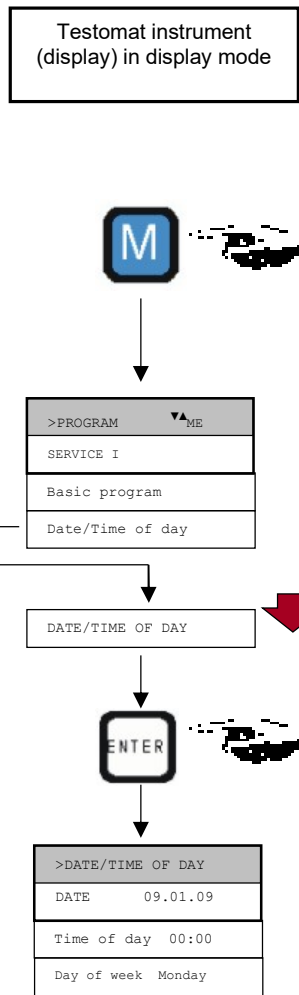 Testomat instrument
(display) in display mode
M
>PROGRAM ▼▲ME
SERVICE I
Basic program
Date/Time of day
DATE/TIME OF DAY
ENTER
>DATE/TIME OF DAY
DATE 09.01.09
Time of day 00:00
Day of week Monday